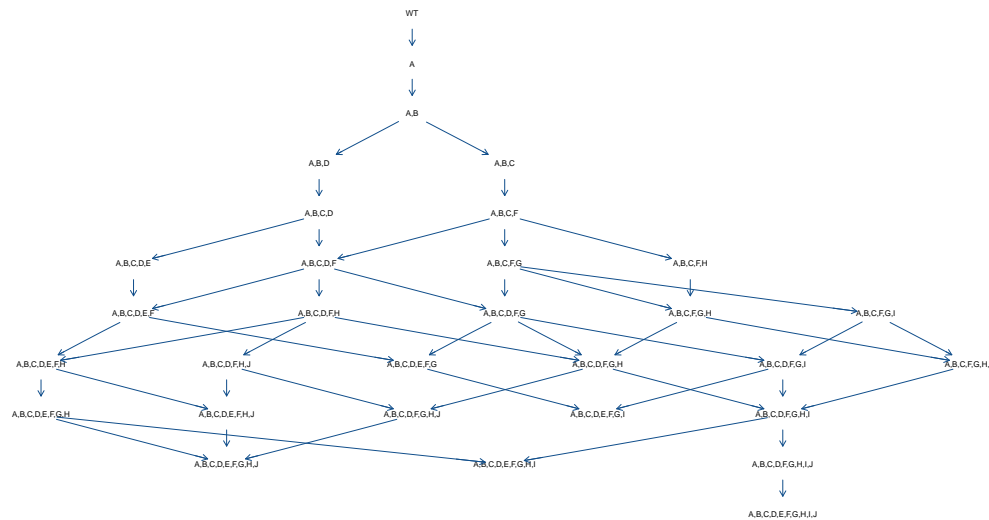 WT
A
A,B
A,B,D
A,B,C
A,B,C,D
A,B,C,F
A,B,C,D,E
A,B,C,D,F
A,B,C,F,G
A,B,C,F,H
A,B,C,D,E,F
A,B,C,D,F,H
A,B,C,D,F,G
A,B,C,F,G,H
A,B,C,F,G,I
A,B,C,D,E,F,H
A,B,C,D,F,H,J
A,B,C,D,E,F,G
A,B,C,D,F,G,H
A,B,C,D,F,G,I
A,B,C,F,G,H,
A,B,C,D,E,F,G,H
A,B,C,D,E,F,H,J
A,B,C,D,F,G,H,J
A,B,C,D,E,F,G,I
A,B,C,D,F,G,H,I
A,B,C,D,E,F,G,H,J
A,B,C,D,E,F,G,H,I
A,B,C,D,F,G,H,I,J
A,B,C,D,E,F,G,H,I,J